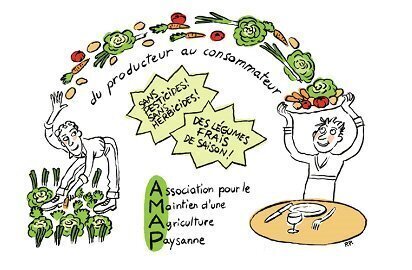 du producteur au consommateur
SANS
PESTICIDES!
SANS
HERBICIDES!
DES LÉGUMES
FRAIS
DE SAISON!
Association pour le
Maintien d'une
Agriculture
Paysanne